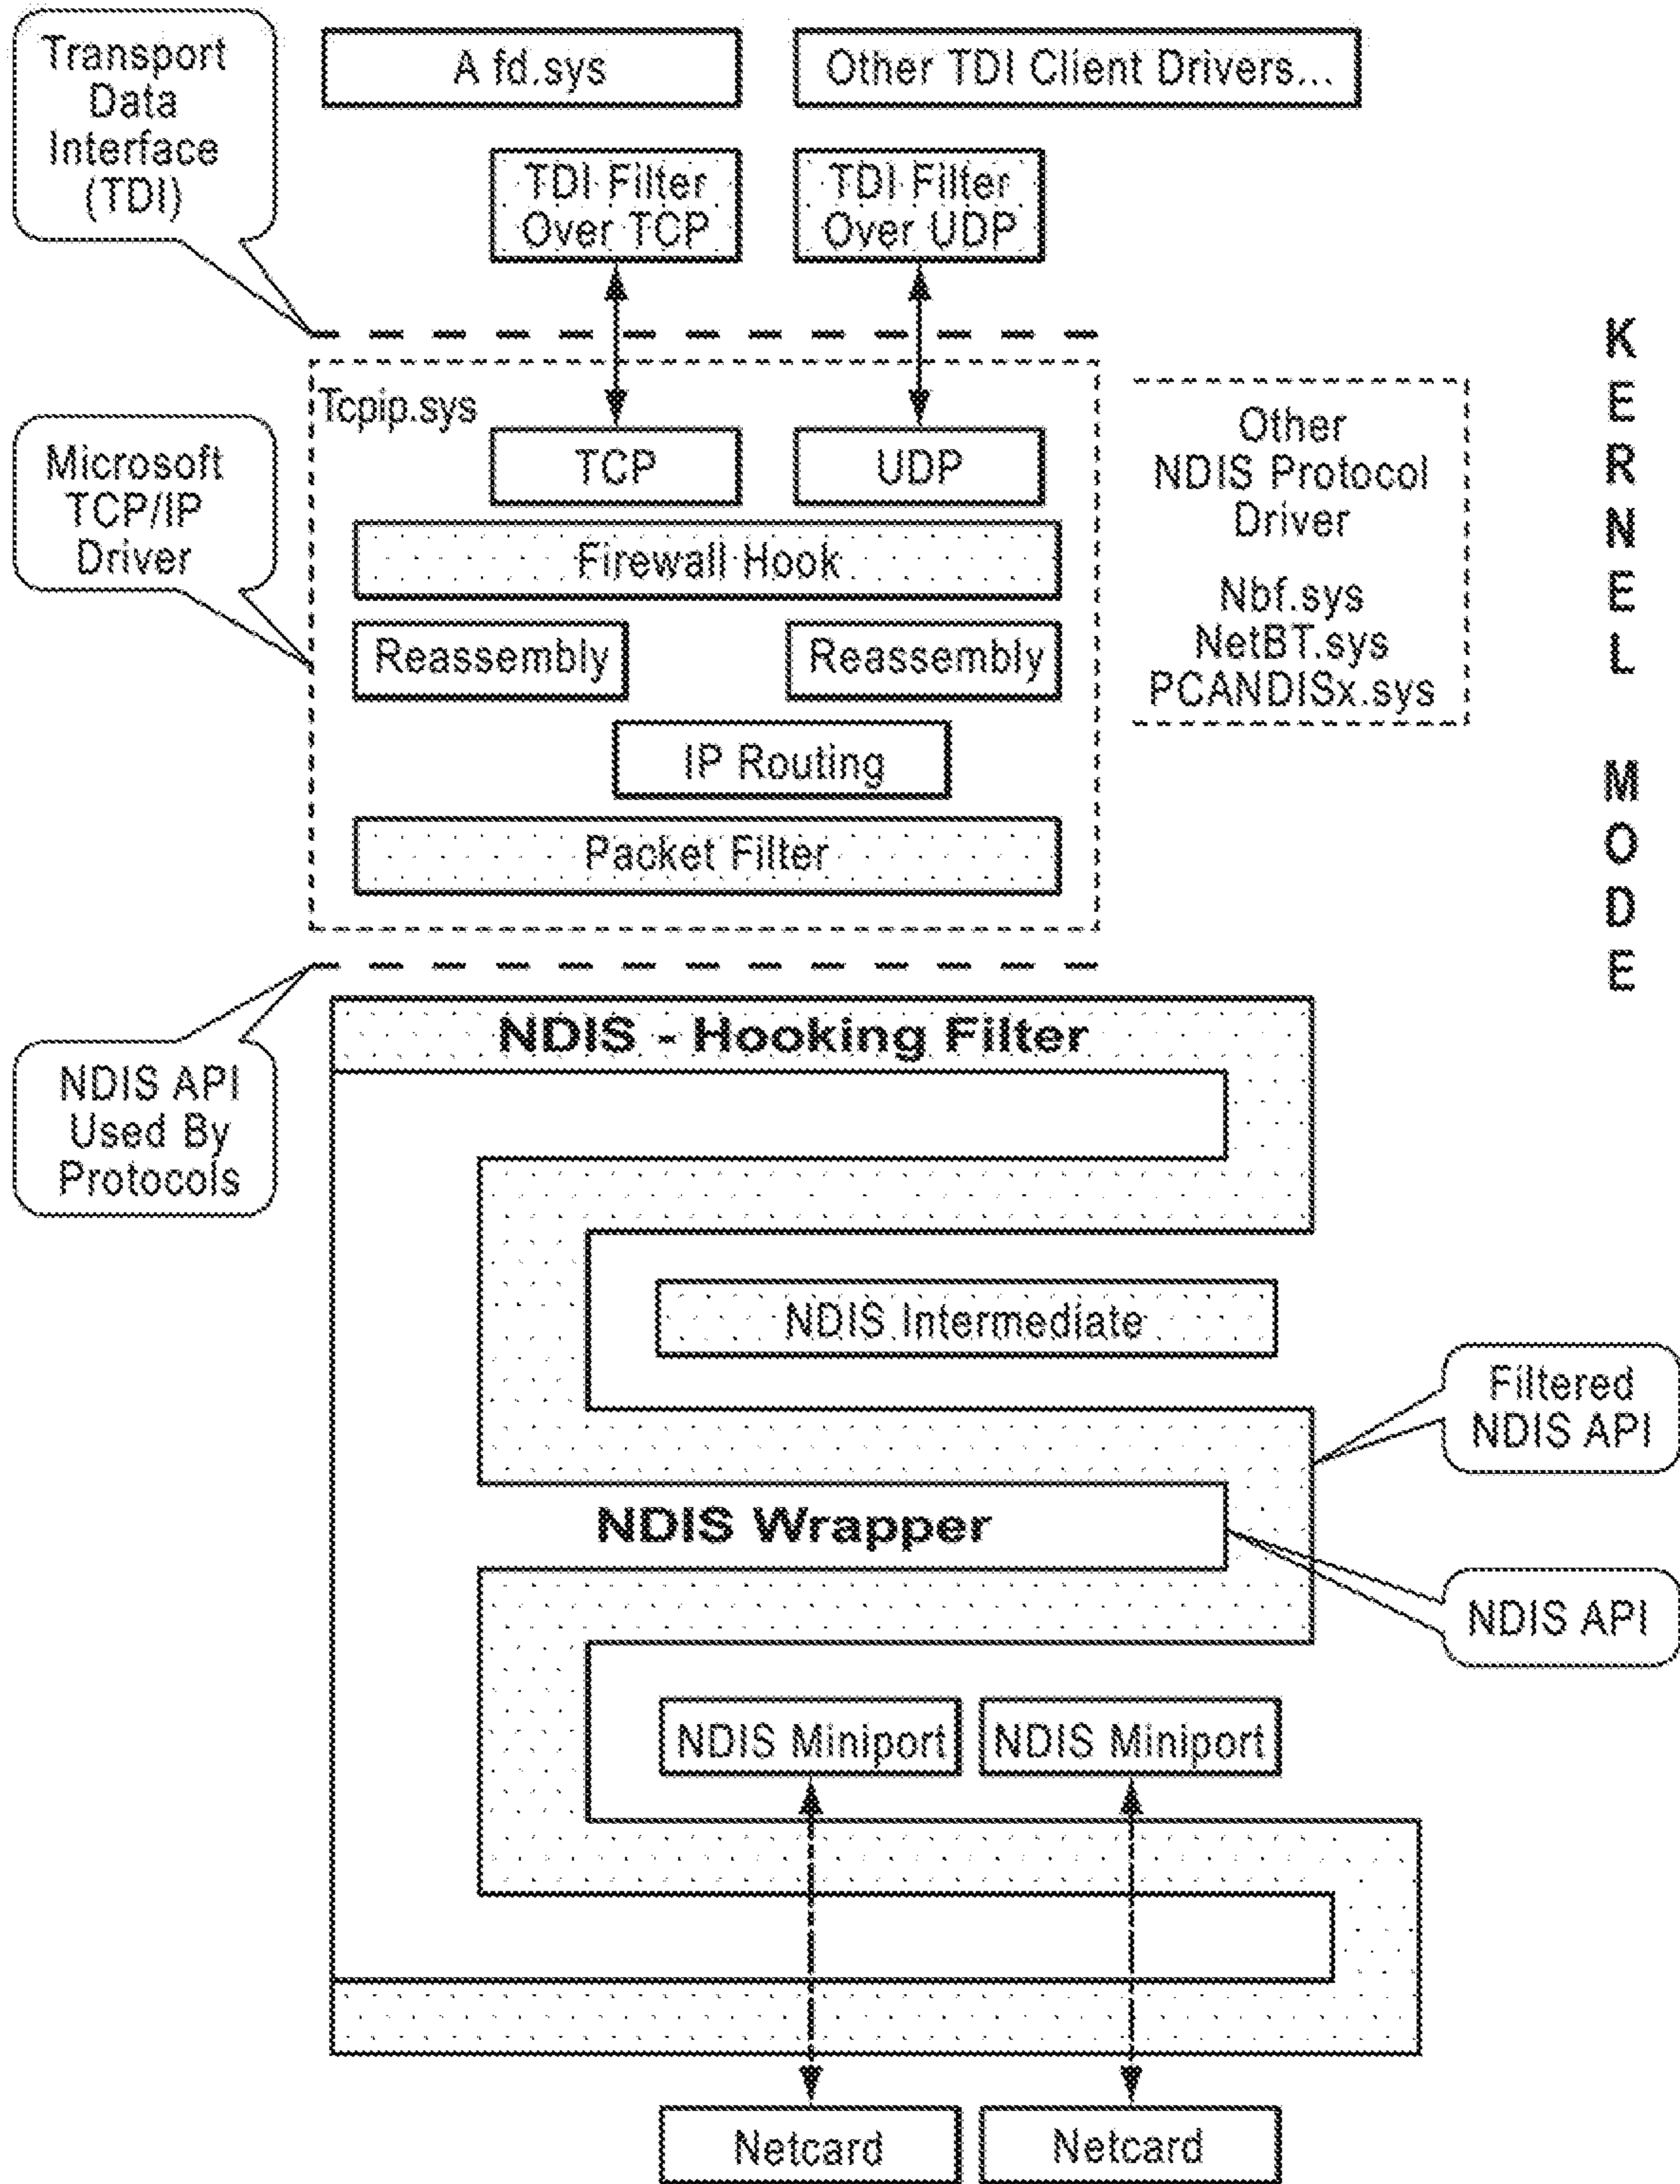 Transport
Data
Interface
(TDI)
A fd.sys
Other TDI Client Drivers...
TDI Filter
Over TCP
TDI Filter
Over UDP
Tcpip.sys
TCP
UDP
Microsoft
TCP/IP
Driver
Firewall Hook
Reassembly
Reassembly
IP Routing
Packet Filter
Other
NDIS Protocol
Driver
Nbf.sys
NetBT.sys
PCANDISx.sys
KERNEL MODE
NDIS API
Used By
Protocols
NDIS - Hooking Filter
NDIS Intermediate
Filtered
NDIS API
NDIS Wrapper
NDIS API
NDIS Miniport
NDIS Miniport
Netcard
Netcard